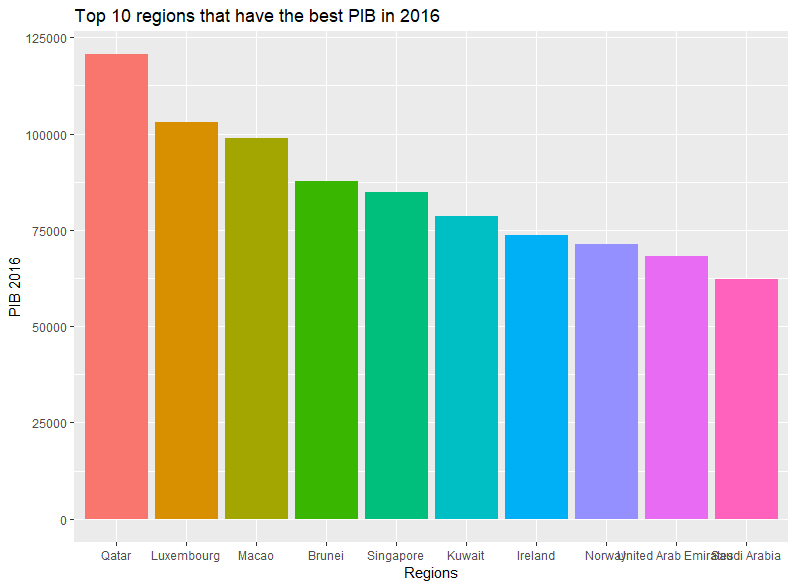 Top 10 regions that have the best PIB in 2016
125000
100000
75000
50000
25000
0
PIB 2016
Qatar Luxembourg Macao Brunei Singapore Kuwait Ireland Norway United Arab Emirates Saudi Arabia
Regions